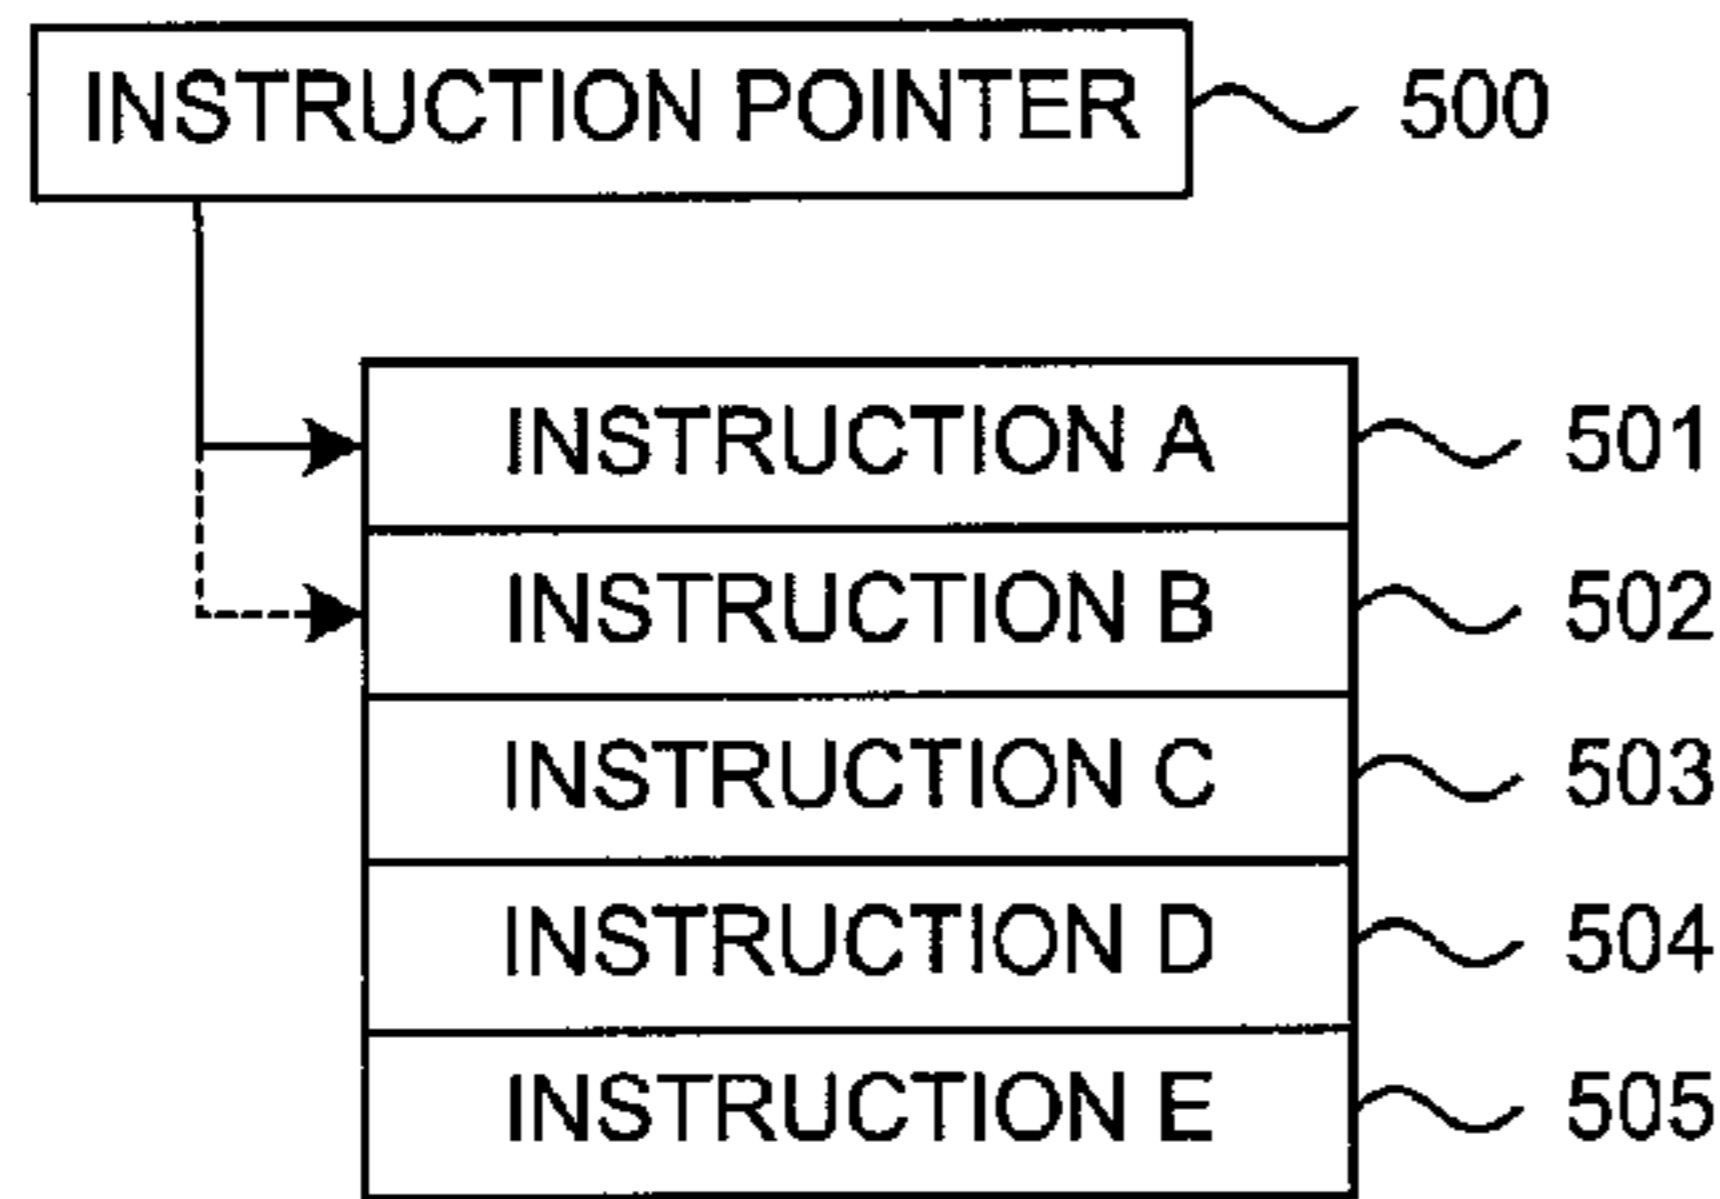 INSTRUCTION POINTER 500
INSTRUCTION A 501
INSTRUCTION B 502
INSTRUCTION C 503
INSTRUCTION D 504
INSTRUCTION E 505